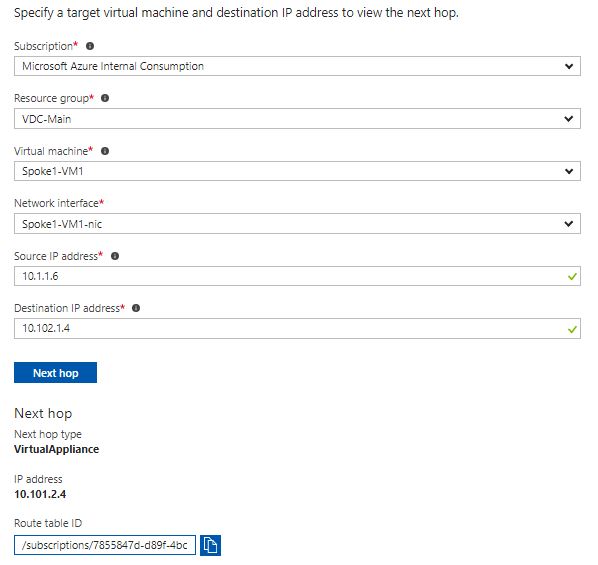 Specify a target virtual machine and destination IP address to view the next hop.
Subscription*
Microsoft Azure Internal Consumption
Resource group*
VDC-Main
Virtual machine*
Spoke1-VM1
Network interface*
Spoke1-VM1-nic
Source IP address*
10.1.1.6
Destination IP address*
10.102.1.4
Next hop
Next hop
Next hop type
VirtualAppliance
IP address
10.101.2.4
Route table ID
/subscriptions/7855847d-d89f-4bc